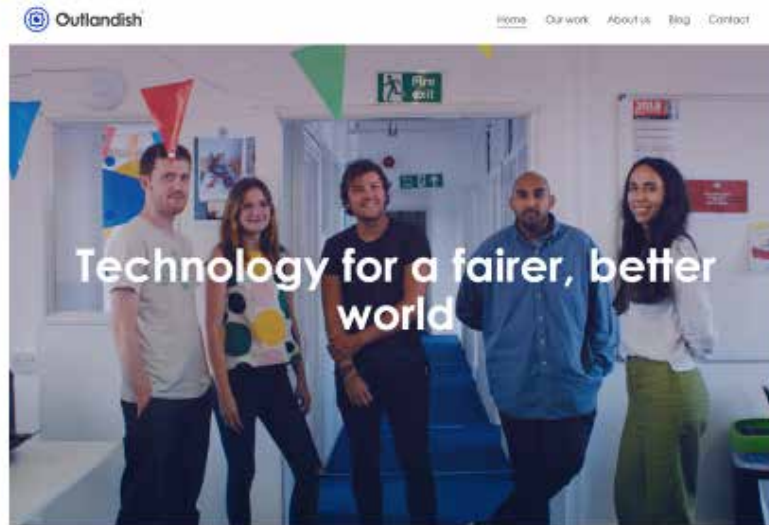 Outlandish
Home Our work About us Blog Contact
Fire
exit
Technology for a fairer, better
world